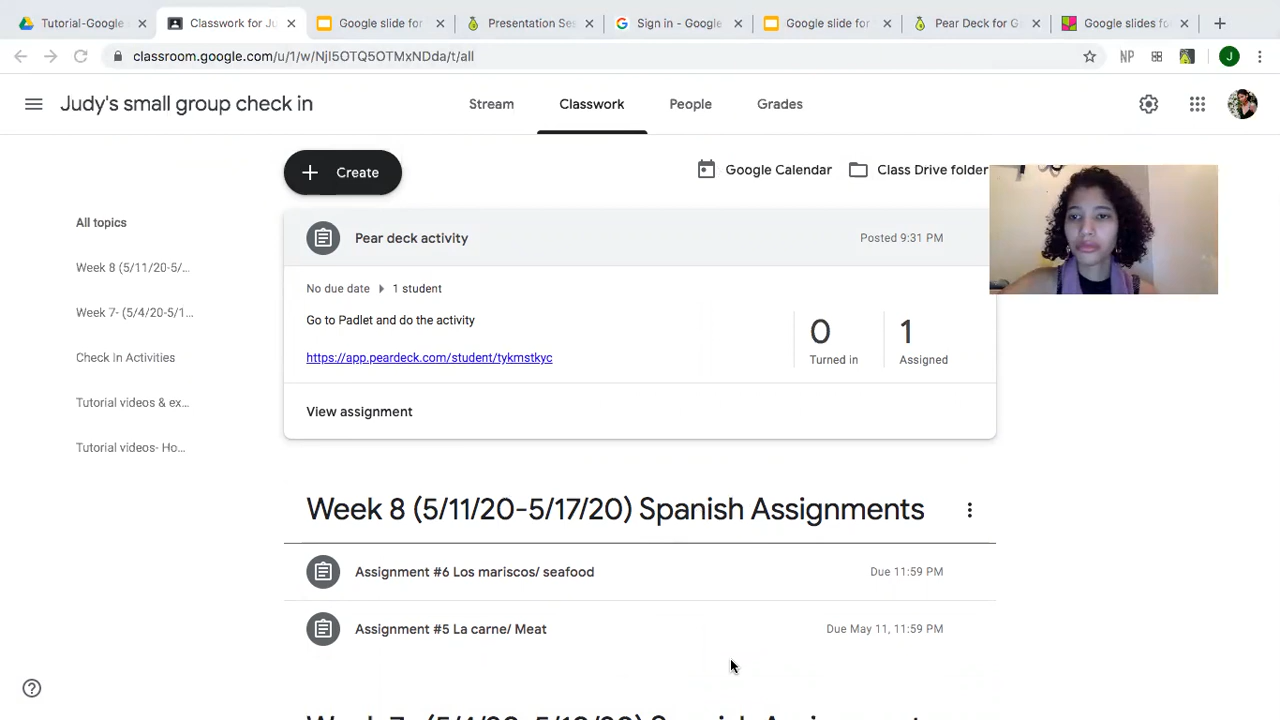 Tutorial-Google
Classwork for Ju
Google slide for
Presentation Ses
Sign in - Google
Google slide for
Pear Deck for G
Google slides fo
classroom.google.com/u/1/w/NjI5OTQ5OTMxNDda/t/all
NP
J
Judy's small group check in
Stream
Classwork
People
Grades
Create
Google Calendar
Class Drive folder
All topics
Week 8 (5/11/20-5/...
Week 7- (5/4/20-5/1...
Check In Activities
Tutorial videos & ex...
Tutorial videos- Ho...
Pear deck activity
Posted 9:31 PM
No due date
1 student
Go to Padlet and do the activity
https://app.peardeck.com/student/tykmstkyc
0
Turned in
1
Assigned
View assignment
Week 8 (5/11/20-5/17/20) Spanish Assignments
Assignment #6 Los mariscos/ seafood
Due 11:59 PM
Assignment #5 La carne/ Meat
Due May 11, 11:59 PM